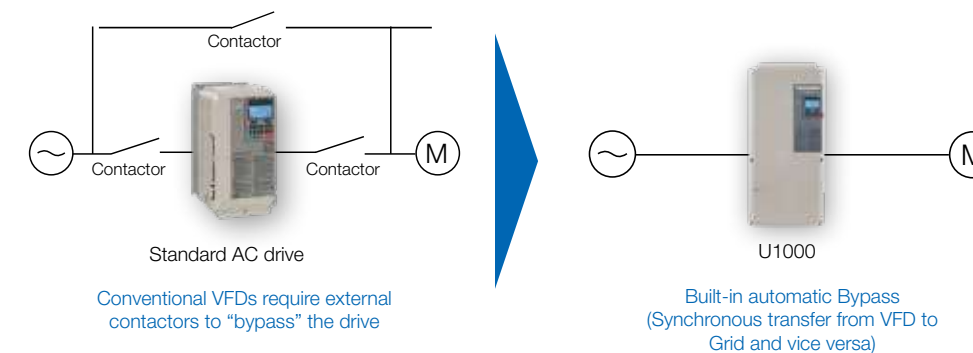 Contactor
Contactor
Contactor
M
M
Standard AC drive
U1000
Conventional VFDs require external
contactors to “bypass” the drive
Built-in automatic Bypass
(Synchronous transfer from VFD to
Grid and vice versa)